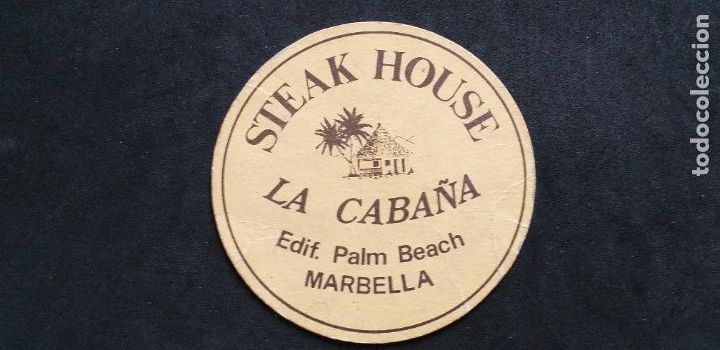 STEAK HOUSE
LA CABAÑA
Edif. Palm Beach
MARBELLA
todocoleccion